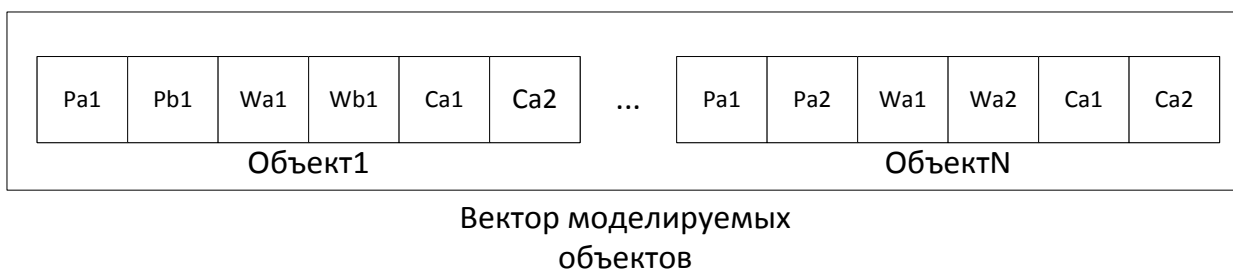 Pa1 Pb1 Wa1 Wb1 Ca1 Ca2 ... Pa1 Pa2 Wa1 Wa2 Ca1 Ca2
Объект1 ОбъектN
Вектор моделируемых
объектов